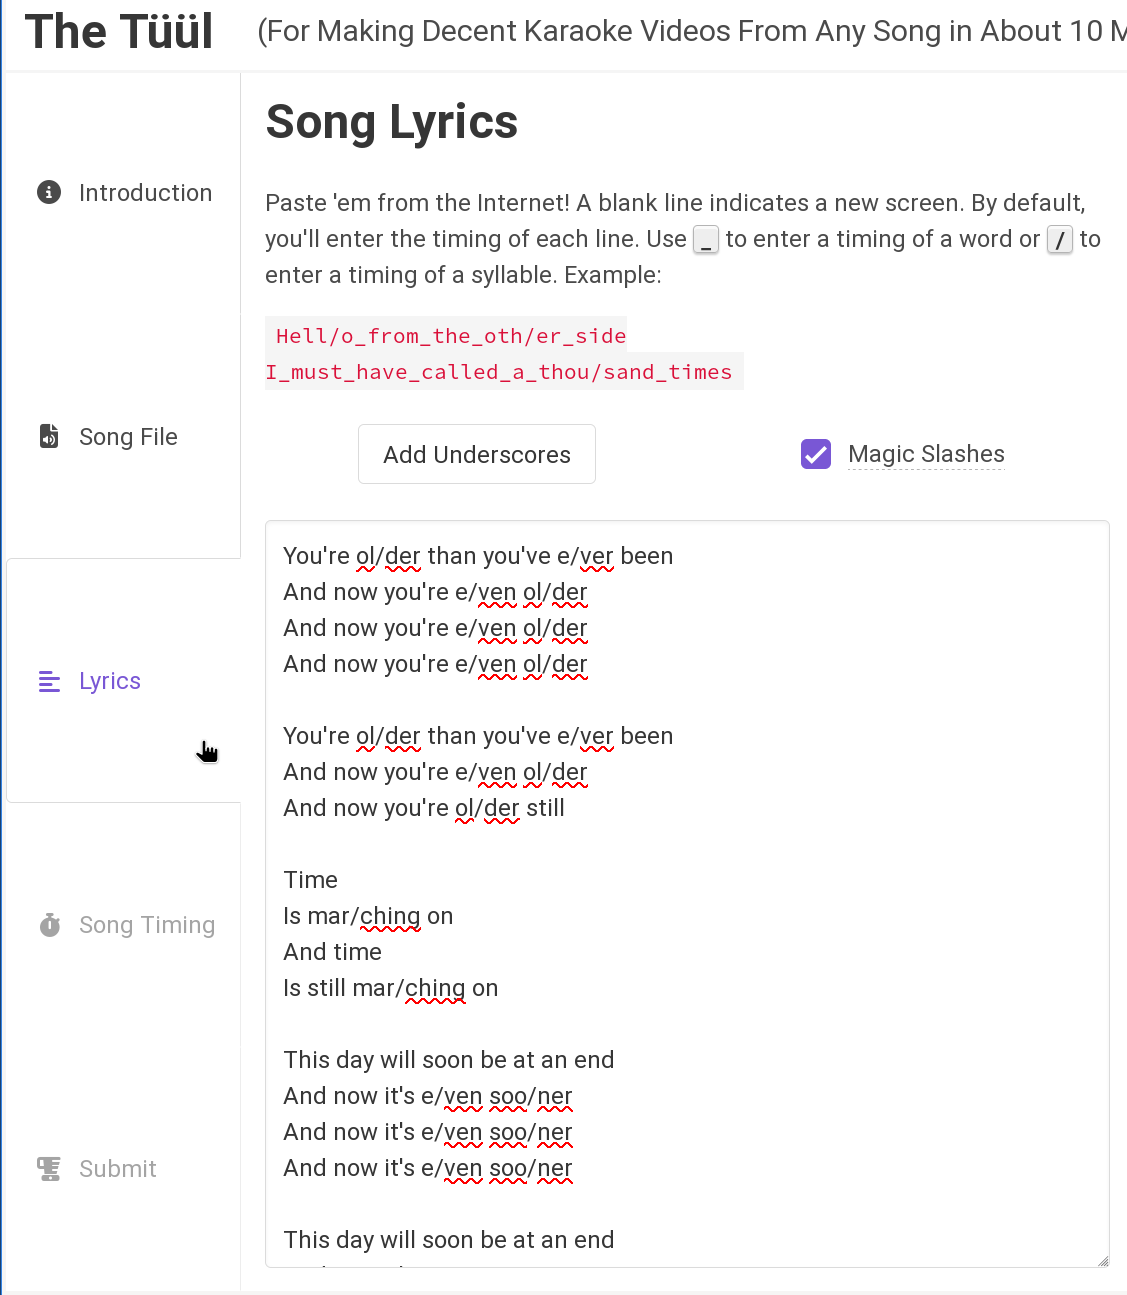 The Tüül
(For Making Decent Karaoke Videos From Any Song in About 10 M
Introduction
Song File
Lyrics
Song Timing
Submit
Song Lyrics
Paste 'em from the Internet! A blank line indicates a new screen. By default,
you'll enter the timing of each line. Use _ to enter a timing of a word or / to
enter a timing of a syllable. Example:
Hell/o_from_the_oth/er_side
I_must_have_called_a_thou/sand_times
Add Underscores
Magic Slashes
You're ol/der than you've e/ver been
And now you're e/ven ol/der
And now you're e/ven ol/der
And now you're e/ven ol/der
You're ol/der than you've e/ver been
And now you're e/ven ol/der
And now you're ol/der still
Time
Is mar/ching on
And time
Is still mar/ching on
This day will soon be at an end
And now it's e/ven soo/ner
And now it's e/ven soo/ner
And now it's e/ven soo/ner
This day will soon be at an end